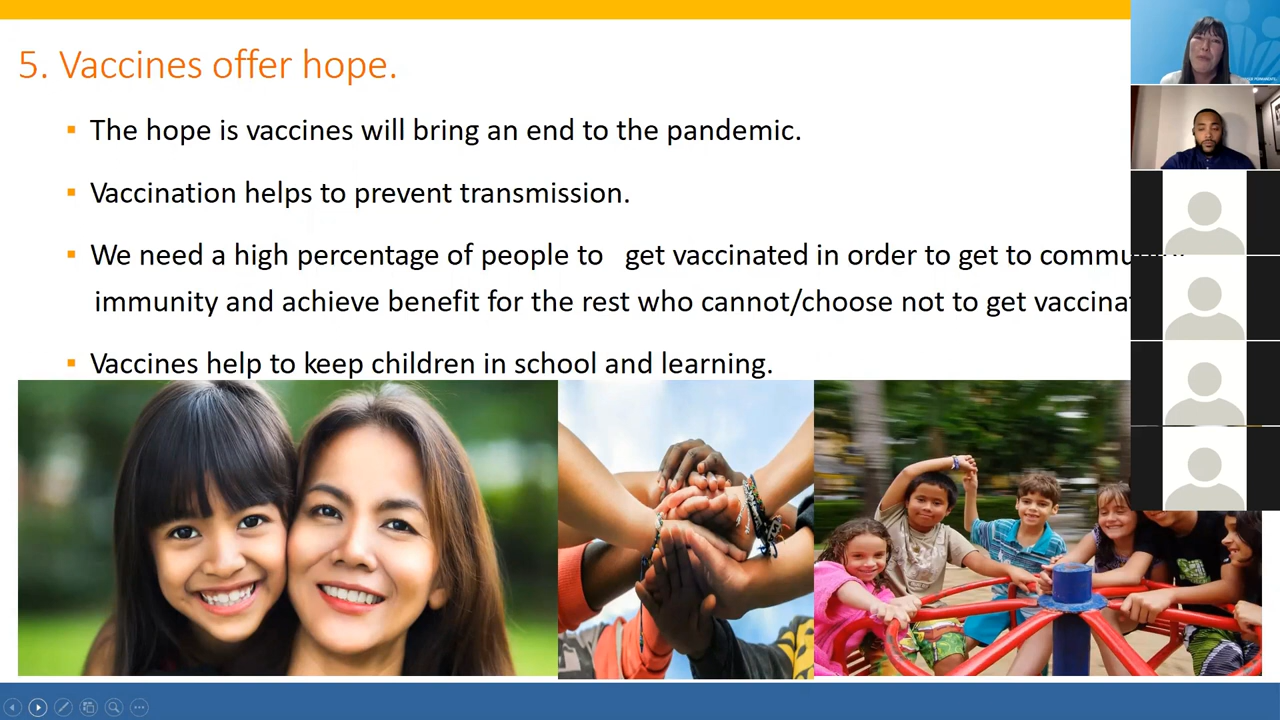 5. Vaccines offer hope.
The hope is vaccines will bring an end to the pandemic.
Vaccination helps to prevent transmission.
We need a high percentage of people to get vaccinated in order to get to
immunity and achieve benefit for the rest who cannot/choose not to get
Vaccines help to keep children in school and learning.